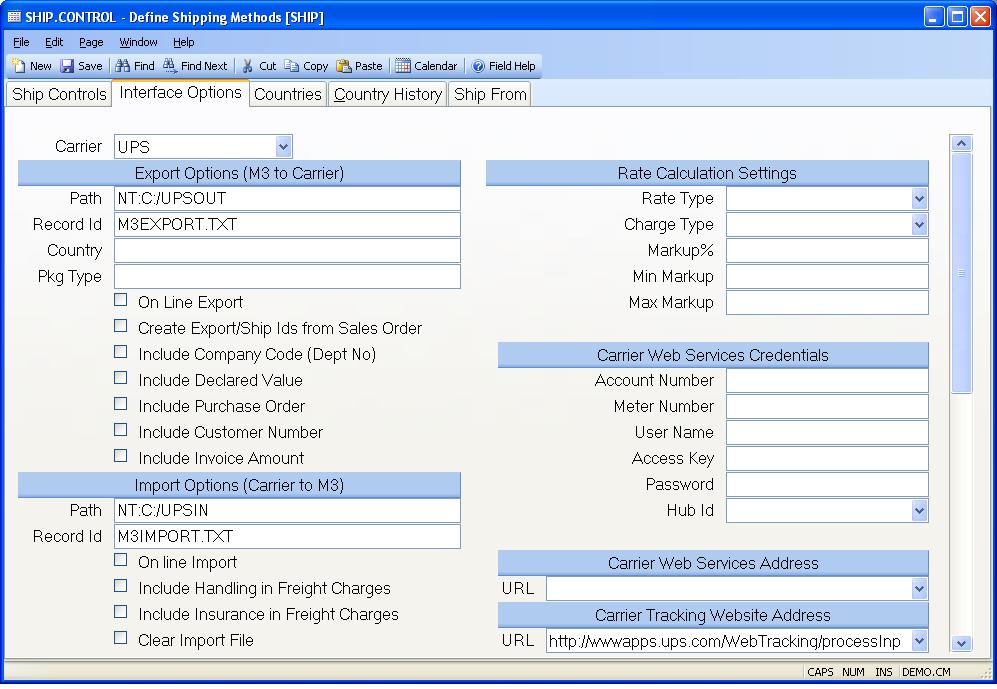 SHIP.CONTROL - Define Shipping Methods [SHIP]
File Edit Page Window Help
New Save Find Find Next Cut Copy Paste Calendar Field Help
Ship Controls Interface Options Countries Country History Ship From
Carrier UPS
Export Options (M3 to Carrier)
Path NT:C:/UPSOUT
Record Id M3EXPORT.TXT
Country
Pkg Type
On Line Export
Create Export/Ship Ids from Sales Order
Include Company Code (Dept No)
Include Declared Value
Include Purchase Order
Include Customer Number
Include Invoice Amount
Import Options (Carrier to M3)
Path NT:C:/UPSIN
Record Id M3IMPORT.TXT
On line Import
Include Handling in Freight Charges
Include Insurance in Freight Charges
Clear Import File
Rate Calculation Settings
Rate Type
Charge Type
Markup%
Min Markup
Max Markup
Carrier Web Services Credentials
Account Number
Meter Number
User Name
Access Key
Password
Hub Id
Carrier Web Services Address
URL
Carrier Tracking Website Address
URL http://wwwapps.ups.com/WebTracking/processInp
CAPS NUM INS DEMO.CM